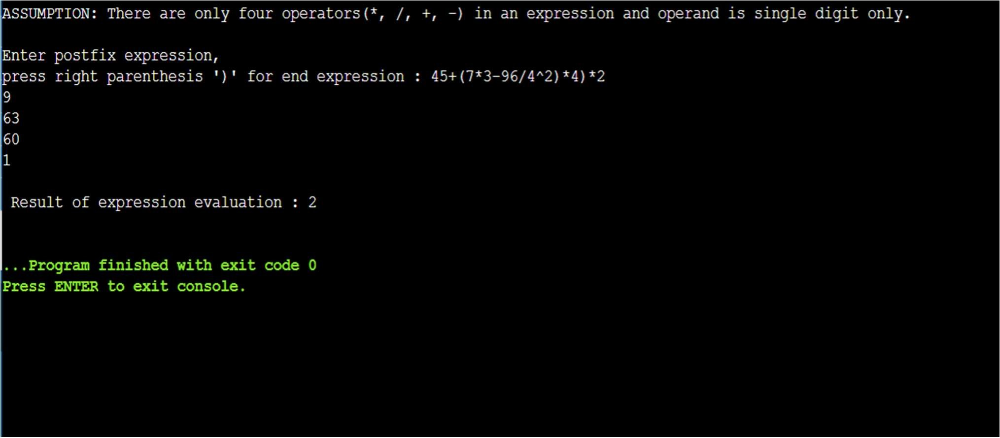 ASSUMPTION: There are only four operators(*, /, +, -) in an expression and operand is single digit only.
Enter postfix expression,
press right parenthesis ')' for end expression : 45+(7*3-96/4^2)*4)*2
9
63
60
1
Result of expression evaluation : 2
...Program finished with exit code 0
Press ENTER to exit console.